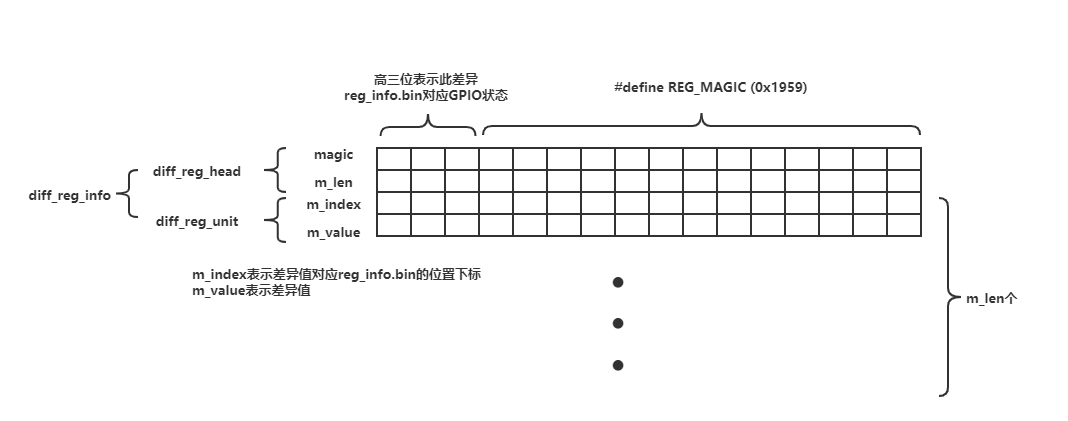 高三位表示此差异
reg_info.bin对应GPIO状态
#define REG_MAGIC (0x1959)
magic
diff_reg_head
m_len
diff_reg_info
m_index
diff_reg_unit
m_value
m_index表示差异值对应reg_info.bin的位置下标
m_value表示差异值
m_len个